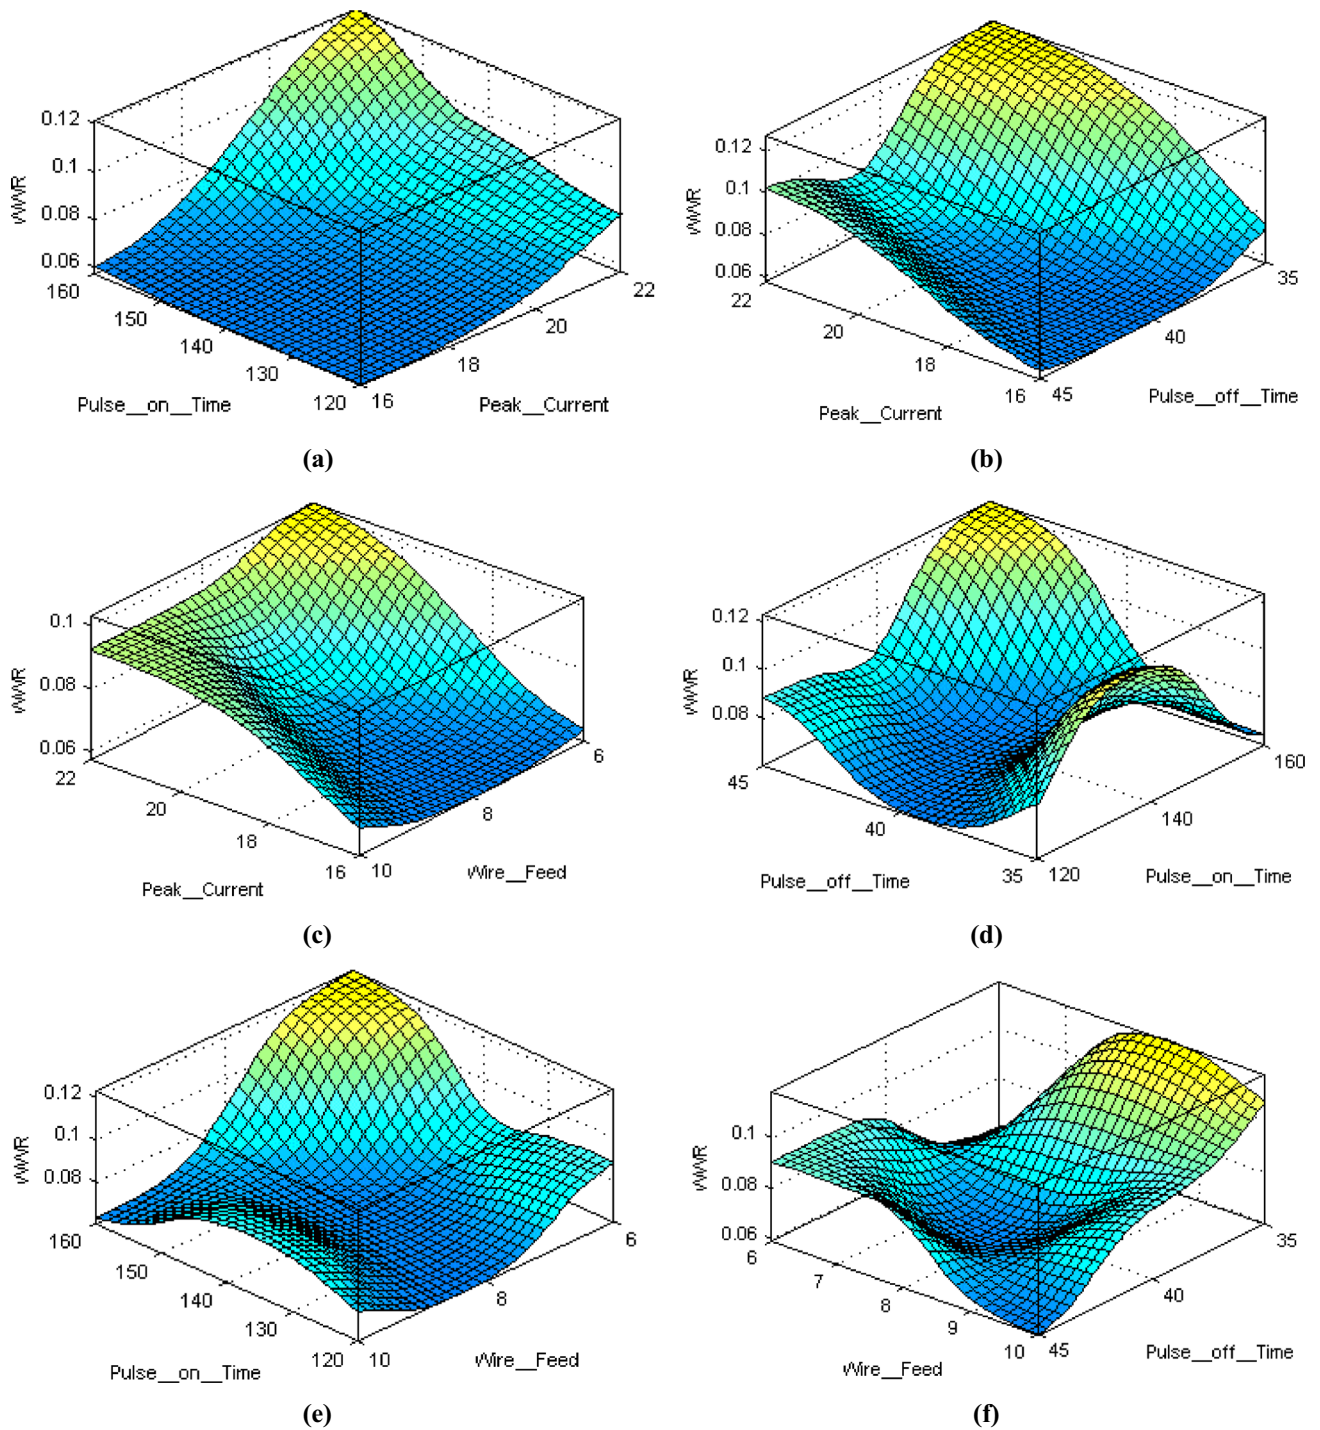 0.12
0.1
0.08
0.06
WWR
160
150
140
130
120
16
18
20
22
Pulse__on__Time
Peak__Current
(a)
0.12
0.1
0.08
0.06
WWR
22
20
18
16
45
40
35
Peak__Current
Pulse__off__Time
(b)
0.1
0.08
0.06
WWR
22
20
18
16
10
8
6
Peak__Current
Wire__Feed
(c)
0.12
0.1
0.08
WWR
45
40
35
120
140
160
Pulse__off__Time
Pulse__on__Time
(d)
0.12
0.1
0.08
WWR
160
150
140
130
120
10
8
6
Pulse__on__Time
Wire__Feed
(e)
0.1
0.08
0.06
WWR
6
7
8
9
10
45
40
35
Wire__Feed
Pulse__off__Time
(f)